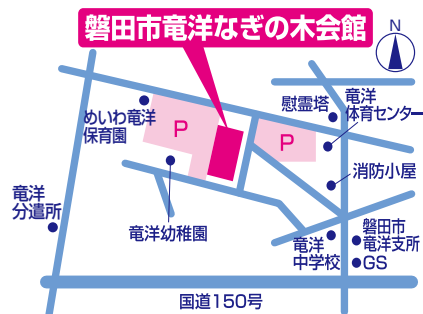 磐田市竜洋なぎの木会館
N
慰霊塔
竜洋
体育センター
めいわ竜洋
保育園
P
P
消防小屋
竜洋
分遣所
竜洋幼稚園
竜洋
中学校
磐田市
竜洋支所
GS
国道150号